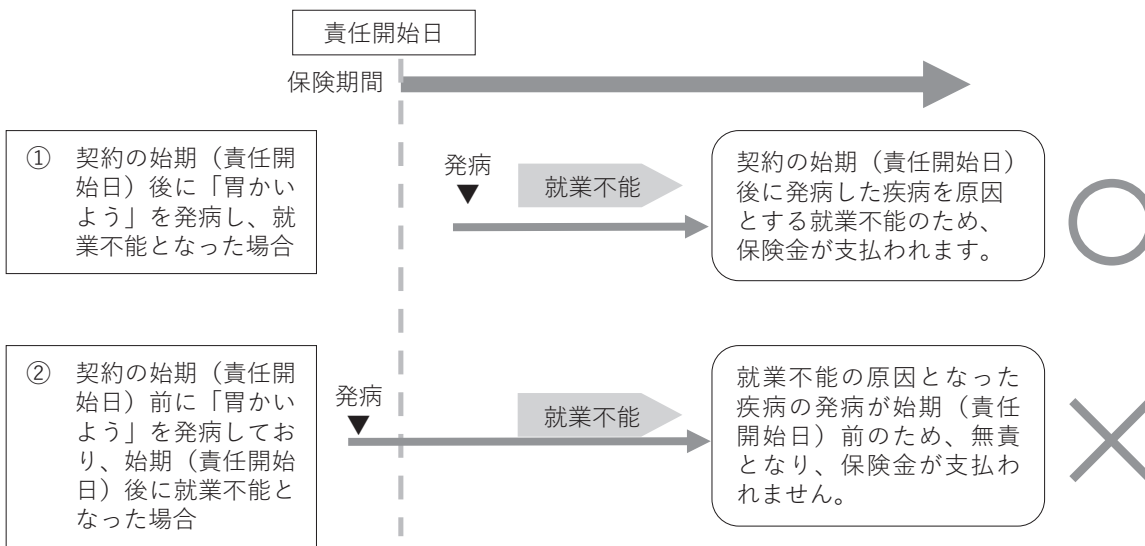 責任開始日
保険期間
① 契約の始期（責任開
始日）後に「胃かい
よう」を発病し、就
業不能となった場合
発病
就業不能
契約の始期（責任開始日）
後に発病した疾病を原因
とする就業不能のため、
保険金が支払われます。
② 契約の始期（責任開
始日）前に「胃かい
よう」を発病してお
り、始期（責任開始
日）後に就業不能と
なった場合
発病
就業不能
就業不能の原因となった
疾病の発病が始期（責任
開始日）前のため、無責
となり、保険金が支払わ
れません。